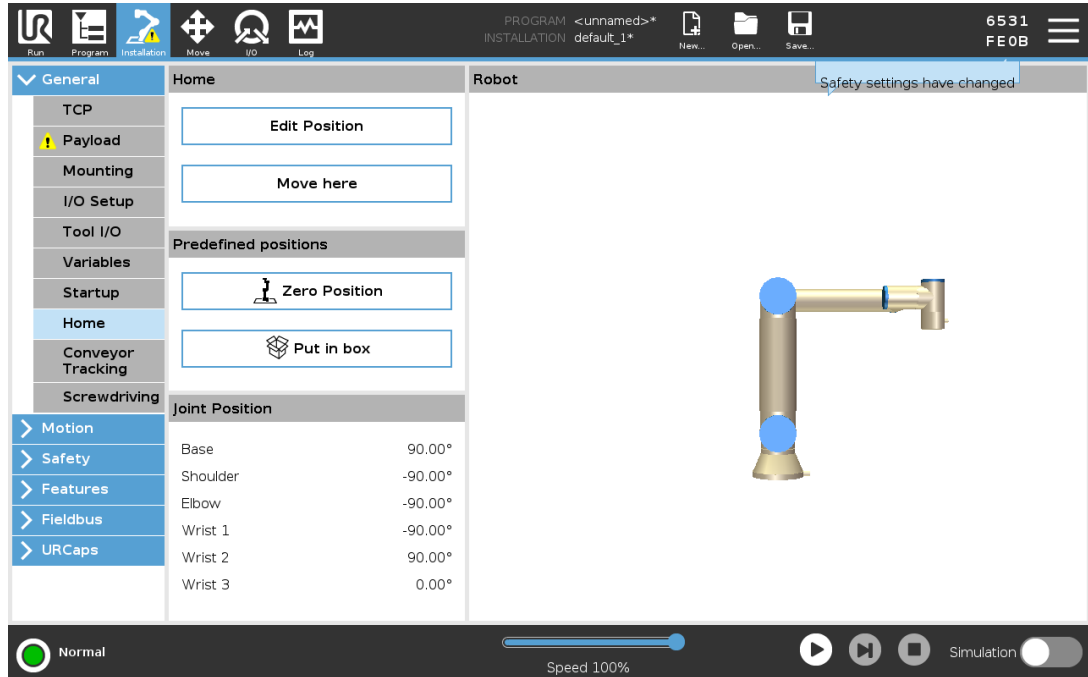 PROGRAM <unnamed>*
INSTALLATION default_1*
6531
FE0B
Run
Program
Installation
Move
I/O
Log
New...
Open...
Save...
General
Home
Robot
Safety settings have changed
TCP
Payload
Mounting
I/O Setup
Tool I/O
Variables
Startup
Home
Conveyor
Tracking
Screwdriving
Motion
Safety
Features
Fieldbus
URCaps
Edit Position
Move here
Predefined positions
Zero Position
Put in box
Joint Position
Base 90.00°
Shoulder -90.00°
Elbow -90.00°
Wrist 1 -90.00°
Wrist 2 90.00°
Wrist 3 0.00°
Normal
Speed 100%
Simulation